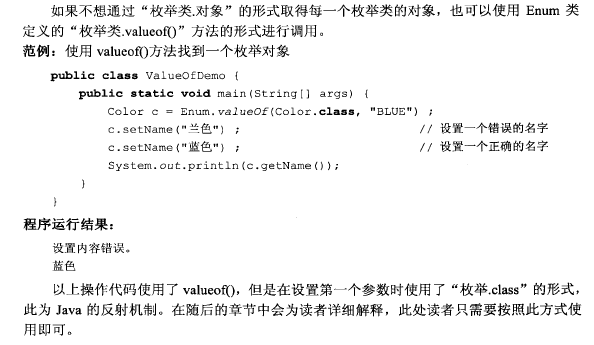 如果不想通过“枚举类.对象”的形式取得每一个枚举类的对象，也可以使用 Enum 类
定义的“枚举类.valueof()”方法的形式进行调用。
范例：使用 valueof()方法找到一个枚举对象
public class ValueOfDemo {
public static void main(String[] args) {
Color c = Enum.valueOf(Color.class, "BLUE") ;
c.setName("兰色") ; // 设置一个错误的名字
c.setName("蓝色") ; // 设置一个正确的名字
System.out.println(c.getName());
}
}
程序运行结果：
设置内容错误。
蓝色
以上操作代码使用了 valueof()，但是在设置第一个参数时使用了“枚举.class”的形式，
此为 Java 的反射机制。在随后的章节中会为读者详细解释，此处读者只需要按照此方式使
用即可。